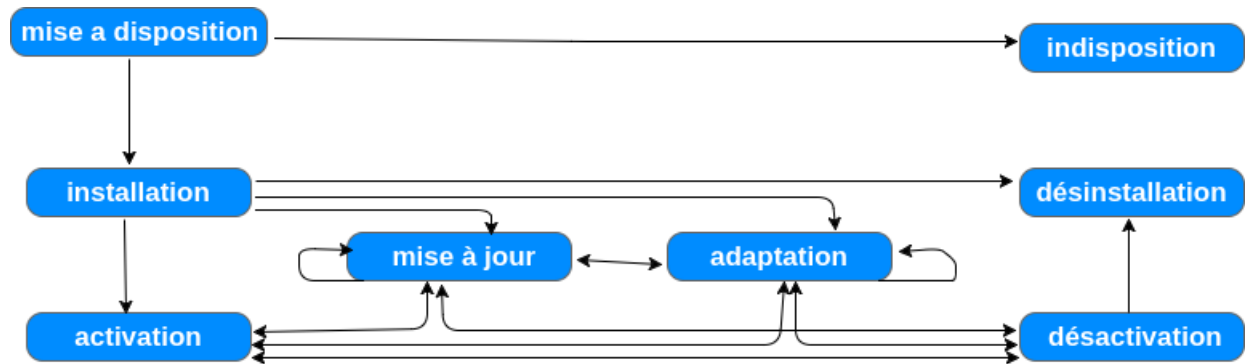 mise a disposition
indisposition
installation
désinstallation
mise à jour
adaptation
activation
désactivation